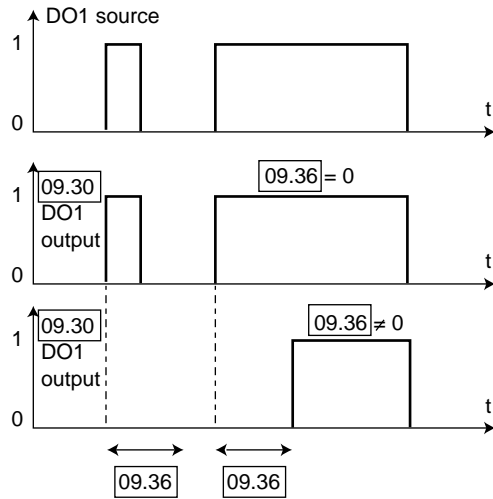 DO1 source
1
t
0
09.30
09.36 = 0
1
DO1
output
t
0
09.30
09.36 ≠ 0
1
DO1
output
t
0
09.36 09.36